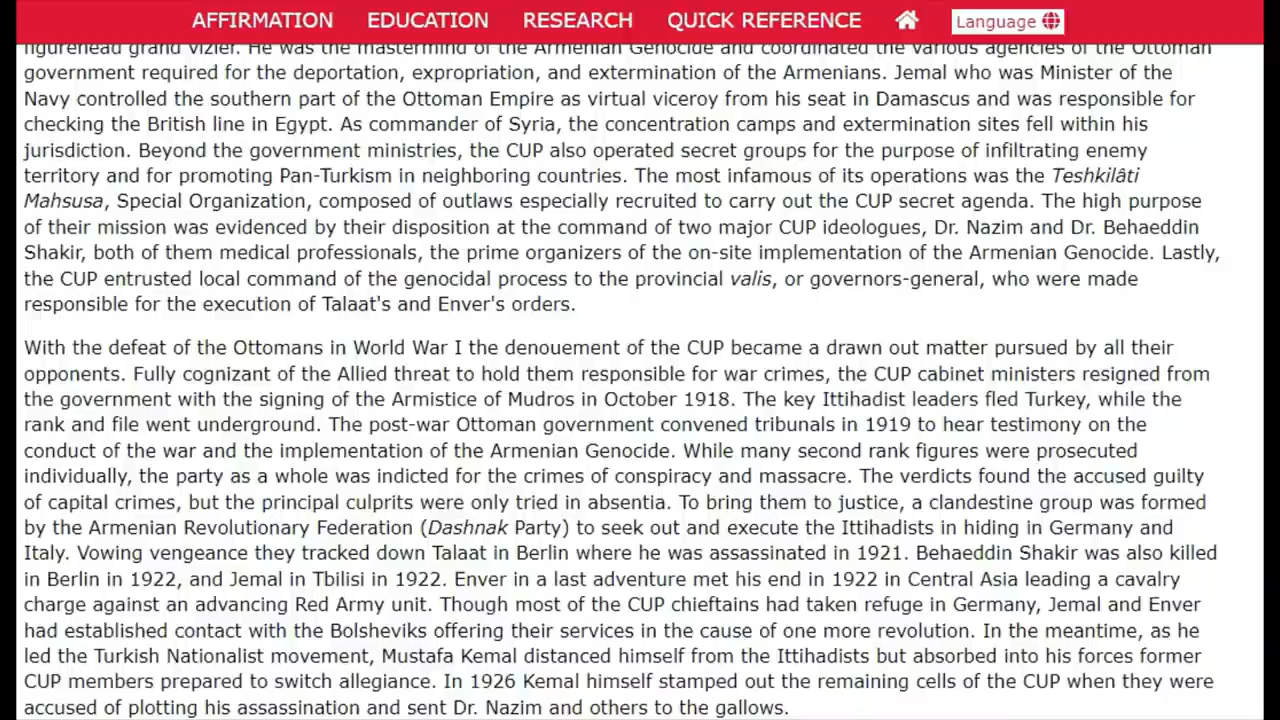 AFFIRMATION EDUCATION RESEARCH QUICK REFERENCE Language
figurehead grand vizier. He was the mastermind of the Armenian Genocide and coordinated the various agencies of the Ottoman
government required for the deportation, expropriation, and extermination of the Armenians. Jemal who was Minister of the
Navy controlled the southern part of the Ottoman Empire as virtual viceroy from his seat in Damascus and was responsible for
checking the British line in Egypt. As commander of Syria, the concentration camps and extermination sites fell within his
jurisdiction. Beyond the government ministries, the CUP also operated secret groups for the purpose of infiltrating enemy
territory and for promoting Pan-Turkism in neighboring countries. The most infamous of its operations was the Teshkilâti
Mahsusa, Special Organization, composed of outlaws especially recruited to carry out the CUP secret agenda. The high purpose
of their mission was evidenced by their disposition at the command of two major CUP ideologues, Dr. Nazim and Dr. Behaeddin
Shakir, both of them medical professionals, the prime organizers of the on-site implementation of the Armenian Genocide. Lastly,
the CUP entrusted local command of the genocidal process to the provincial valis, or governors-general, who were made
responsible for the execution of Talaat's and Enver's orders.
With the defeat of the Ottomans in World War I the denouement of the CUP became a drawn out matter pursued by all their
opponents. Fully cognizant of the Allied threat to hold them responsible for war crimes, the CUP cabinet ministers resigned from
the government with the signing of the Armistice of Mudros in October 1918. The key Ittihadist leaders fled Turkey, while the
rank and file went underground. The post-war Ottoman government convened tribunals in 1919 to hear testimony on the
conduct of the war and the implementation of the Armenian Genocide. While many second rank figures were prosecuted
individually, the party as a whole was indicted for the crimes of conspiracy and massacre. The verdicts found the accused guilty
of capital crimes, but the principal culprits were only tried in absentia. To bring them to justice, a clandestine group was formed
by the Armenian Revolutionary Federation (Dashnak Party) to seek out and execute the Ittihadists in hiding in Germany and
Italy. Vowing vengeance they tracked down Talaat in Berlin where he was assassinated in 1921. Behaeddin Shakir was also killed
in Berlin in 1922, and Jemal in Tbilisi in 1922. Enver in a last adventure met his end in 1922 in Central Asia leading a cavalry
charge against an advancing Red Army unit. Though most of the CUP chieftains had taken refuge in Germany, Jemal and Enver
had established contact with the Bolsheviks offering their services in the cause of one more revolution. In the meantime, as he
led the Turkish Nationalist movement, Mustafa Kemal distanced himself from the Ittihadists but absorbed into his forces former
CUP members prepared to switch allegiance. In 1926 Kemal himself stamped out the remaining cells of the CUP when they were
accused of plotting his assassination and sent Dr. Nazim and others to the gallows.